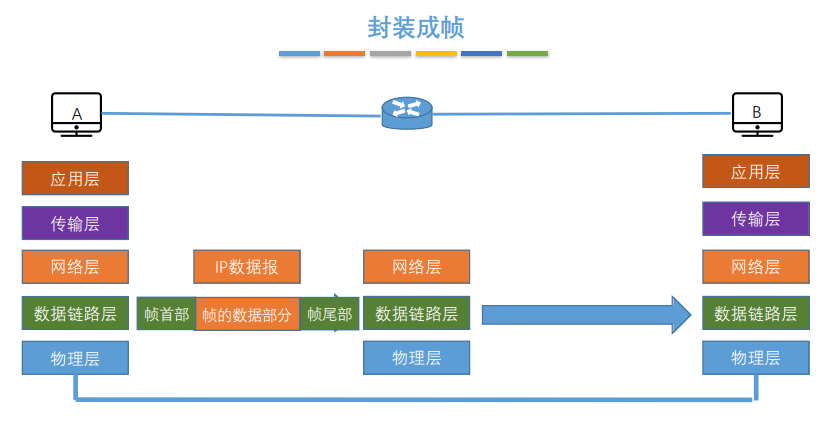 封装成帧
A
B
应用层
应用层
传输层
传输层
网络层
IP数据报
网络层
网络层
数据链路层
帧首部
帧的数据部分
帧尾部
数据链路层
数据链路层
物理层
物理层
物理层